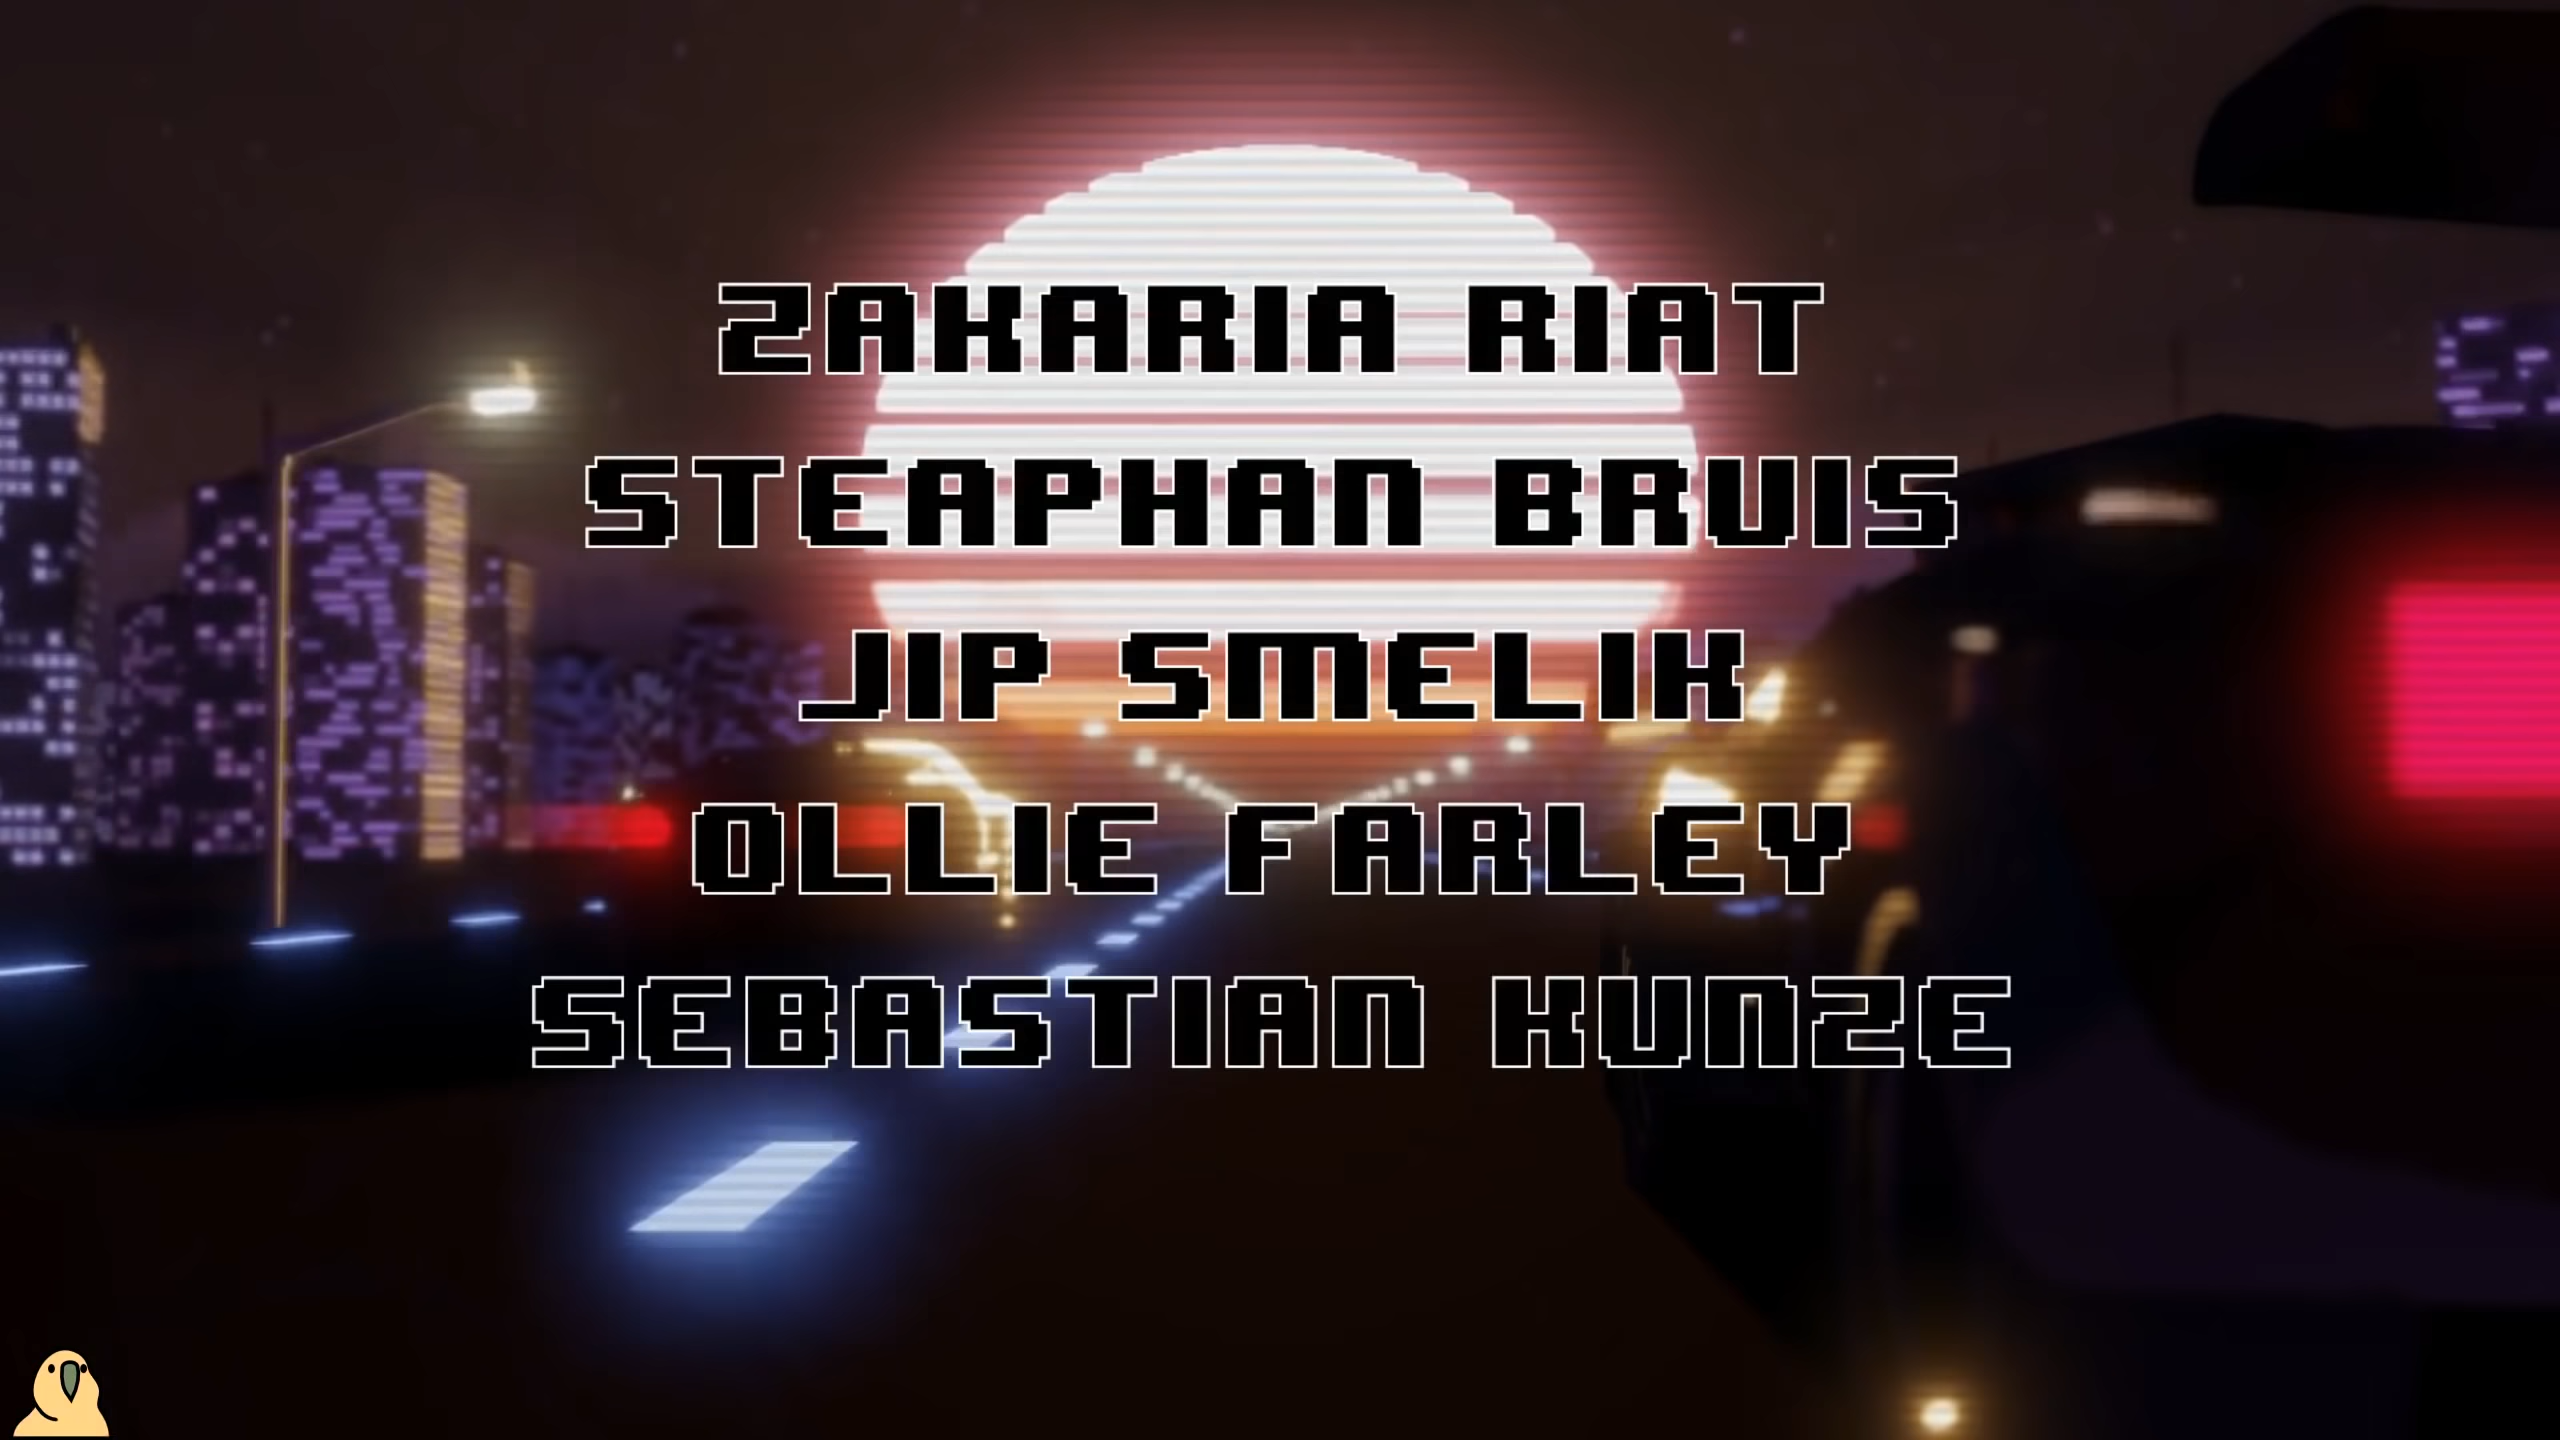 ZAKARIA RIAT
STEAPHAN BRUIS
JIP SMELIK
OLLIE FARLEY
SEBASTIAN KUNZE